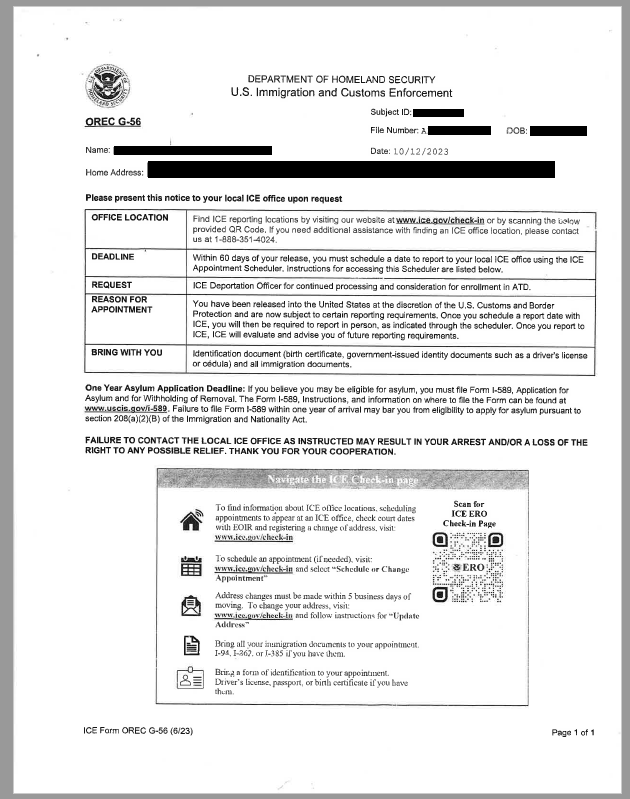 DEPARTMENT OF HOMELAND SECURITY
U.S. Immigration and Customs Enforcement
Subject ID:
OREC G-56
File Number: A
DOB:
Name:
Date: 10/12/2023
Home Address:
Please present this notice to your local ICE office upon request
OFFICE LOCATION
Find ICE reporting locations by visiting our website at www.ice.gov/check-in or by scanning the below
provided QR Code. If you need additional assistance with finding an ICE office location, please contact
us at 1-888-351-4024.
DEADLINE
Within 60 days of your release, you must schedule a date to report to your local ICE office using the ICE
Appointment Scheduler. Instructions for accessing this Scheduler are listed below.
REQUEST
ICE Deportation Officer for continued processing and consideration for enrollment in ATD.
REASON FOR
APPOINTMENT
You have been released into the United States at the discretion of the U.S. Customs and Border
Protection and are now subject to certain reporting requirements. Once you schedule a report date with
ICE, you will then be required to report in person, as indicated through the scheduler. Once you report to
ICE, ICE will evaluate and advise you of future reporting requirements.
BRING WITH YOU
Identification document (birth certificate, government-issued identity documents such as a driver's license
or cédula) and all immigration documents.
One Year Asylum Application Deadline: If you believe you may be eligible for asylum, you must file Form I-589, Application for
Asylum and for Withholding of Removal. The Form I-589, Instructions, and information on where to file the Form can be found at
www.uscis.gov/i-589. Failure to file Form I-589 within one year of arrival may bar you from eligibility to apply for asylum pursuant to
section 208(a)(2)(B) of the Immigration and Nationality Act.
FAILURE TO CONTACT THE LOCAL ICE OFFICE AS INSTRUCTED MAY RESULT IN YOUR ARREST AND/OR A LOSS OF THE
RIGHT TO ANY POSSIBLE RELIEF. THANK YOU FOR YOUR COOPERATION.
Navigate the ICE Check-in page
To find information about ICE office locations, scheduling
appointments to appear at an ICE office, check court dates
with EOIR and registering a change of address, visit:
www.ice.gov/check-in
To schedule an appointment (if needed), visit:
www.ice.gov/check-in and select "Schedule or Change
Appointment"
Address changes must be made within 5 business days of
moving. To change your address, visit:
www.ice.gov/check-in and follow instructions for "Update
Address"
Bring all your immigration documents to your appointment.
I-94, I-862, or I-385 if you have them.
Bring a form of identification to your appointment.
Driver's license, passport, or birth certificate if you have
them.
Scan for
ICE ERO
Check-in Page
ERO
ICE Form OREC G-56 (6/23)
Page 1 of 1